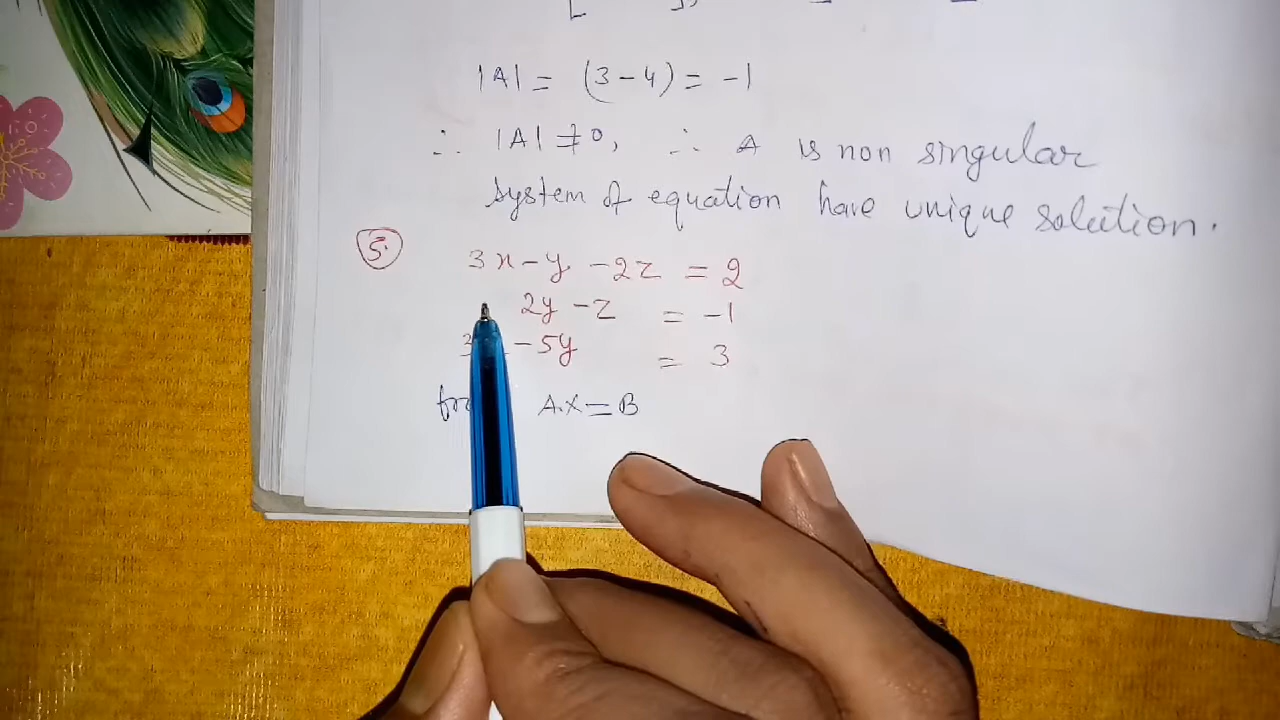 |A| = (3 - 4) = -1
∴ |A| ≠ 0, ∴ A is non singular
system of equation have unique solution.
5. 3x - y - 2z = 2
2y - z = -1
3 - 5y = 3
A.X = B